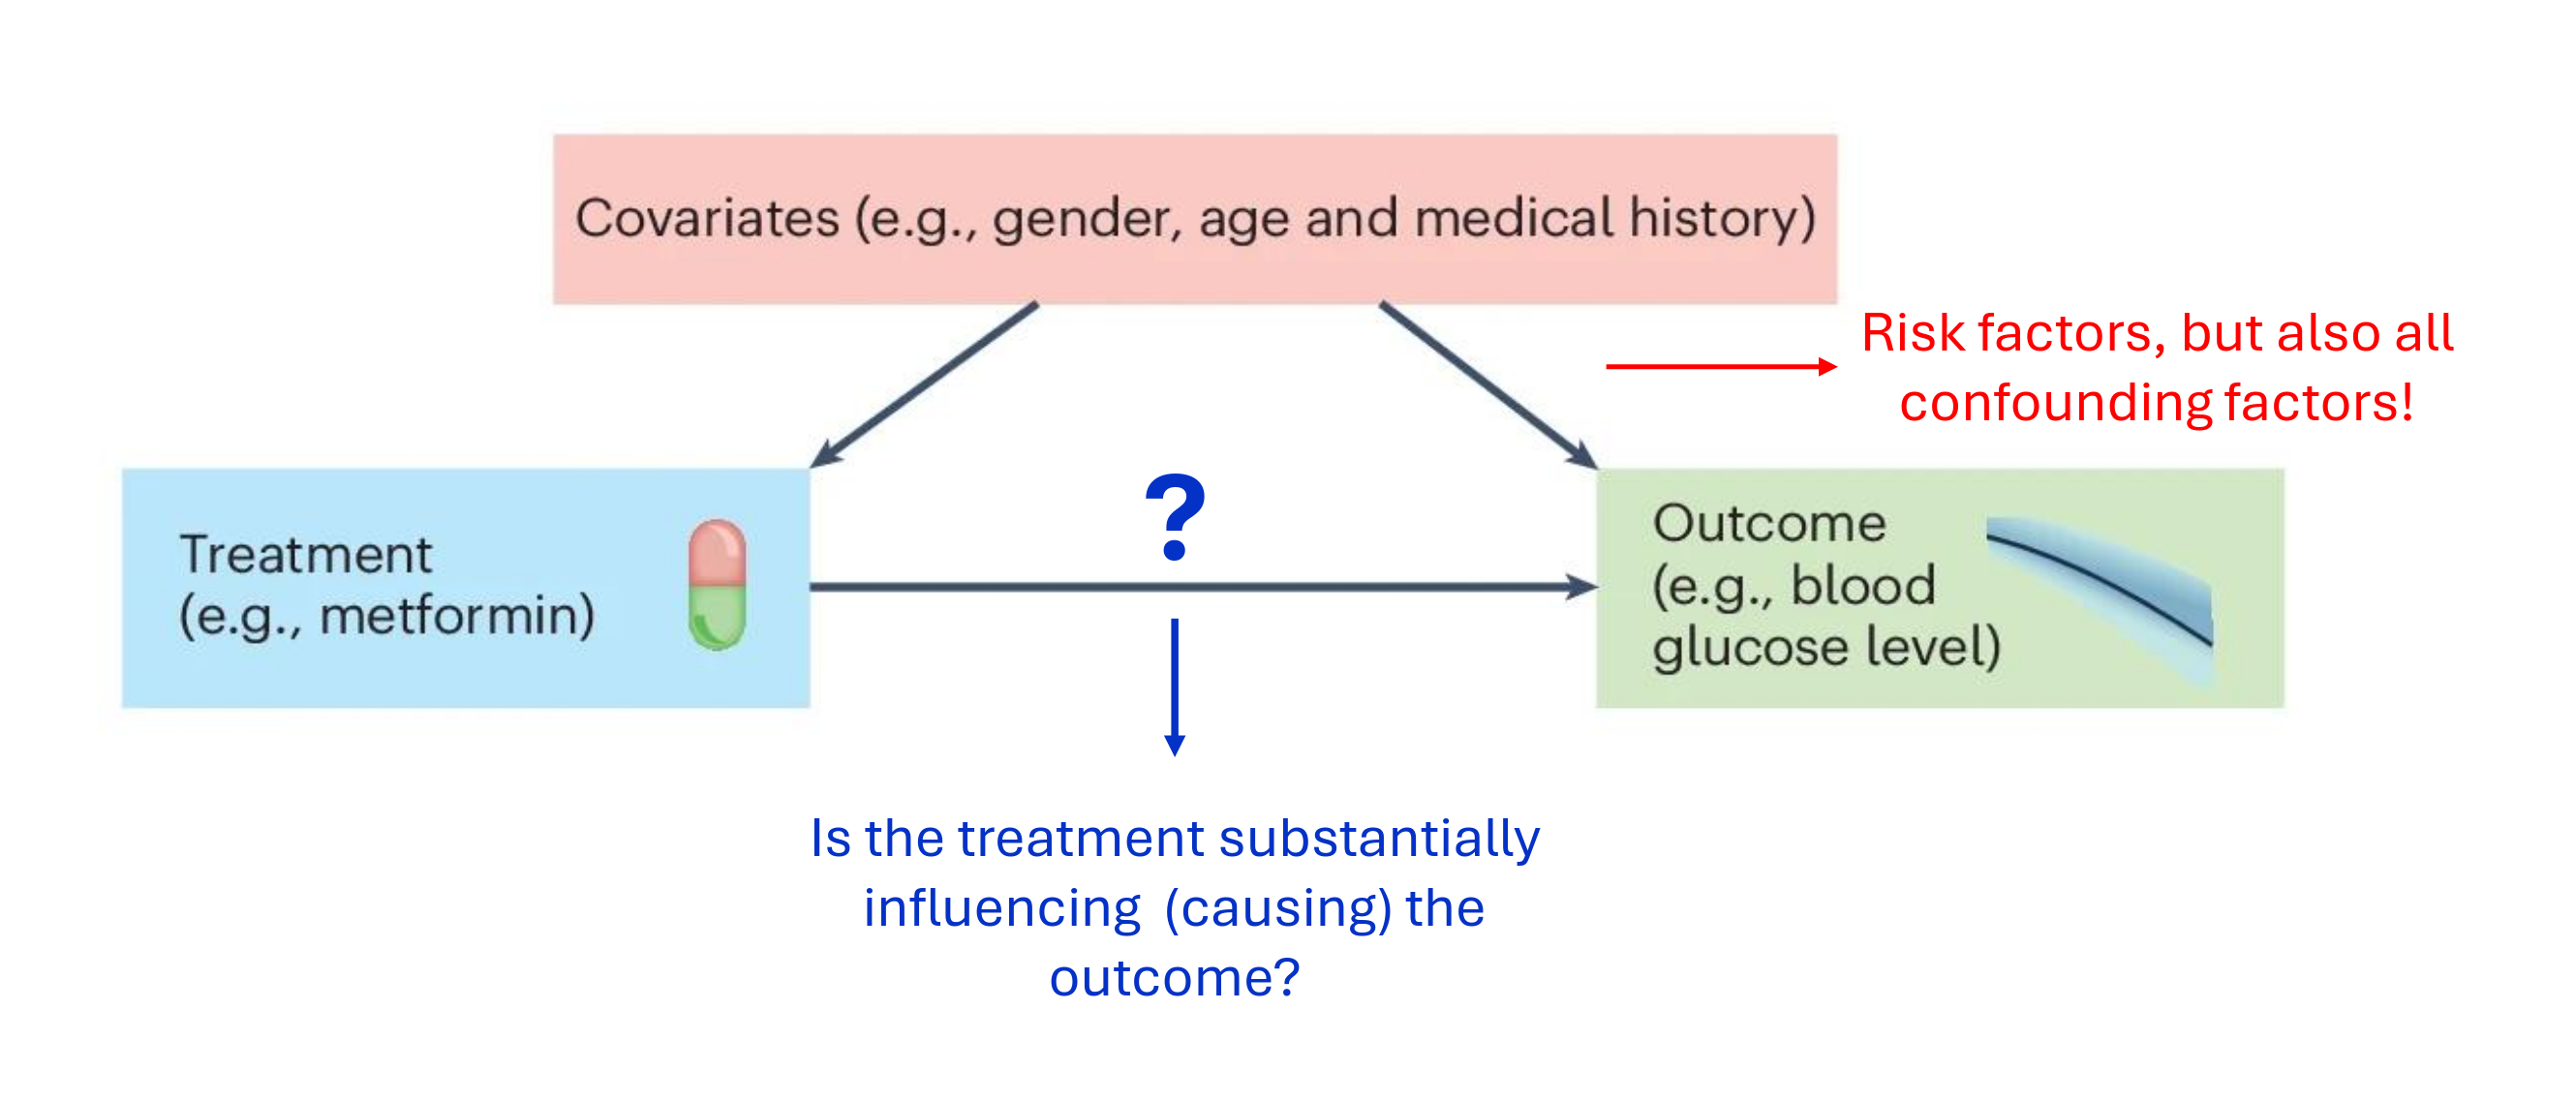 Covariates (e.g., gender, age and medical history)
Risk factors, but also all
confounding factors!
?
Treatment
(e.g., metformin)
Outcome
(e.g., blood
glucose level)
Is the treatment substantially
influencing  (causing) the
outcome?